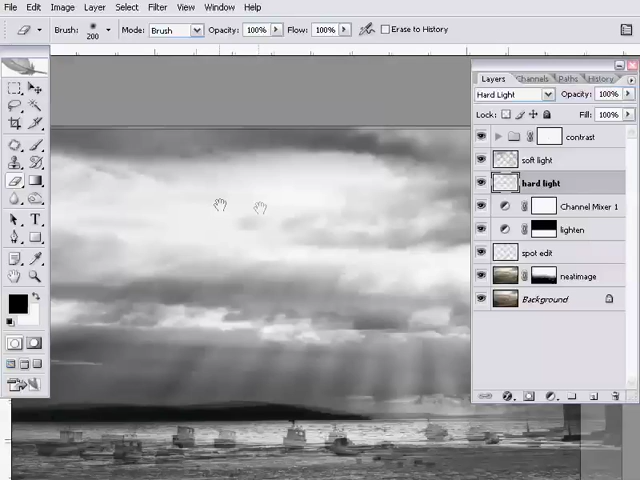 File Edit Image Layer Select Filter View Window Help
Brush: 200 Mode: Brush Opacity: 100% Flow: 100% Erase to History
Layers Channels Paths History
Hard Light Opacity: 100%
Lock: Fill: 100%
contrast
soft light
hard light
Channel Mixer 1
lighten
spot edit
neatimage
Background